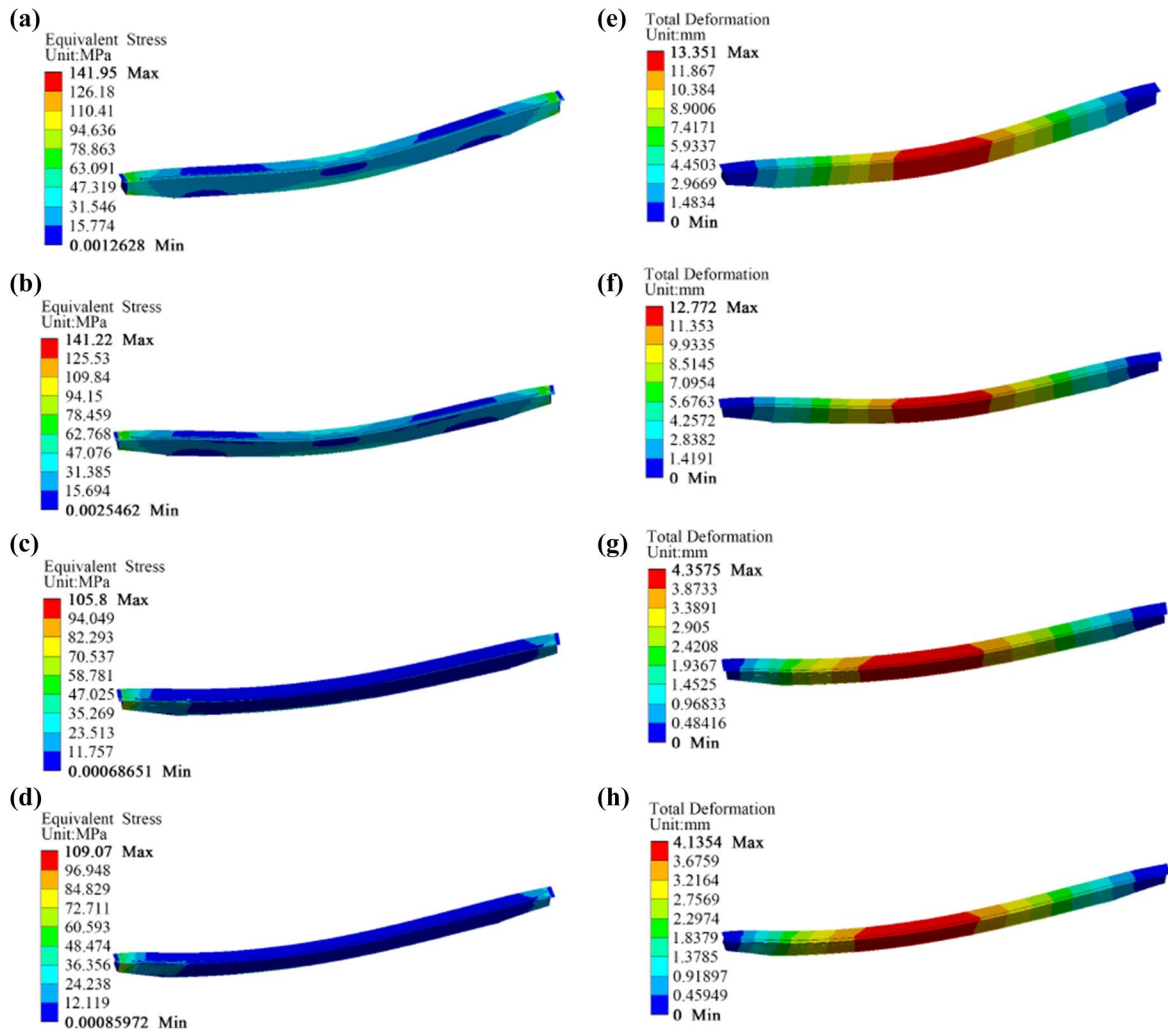 (a)
Equivalent Stress
Unit:MPa
141.95 Max
126.18
110.41
94.636
78.863
63.091
47.319
31.546
15.774
0.0012628 Min
(e)
Total Deformation
Unit:mm
13.351 Max
11.867
10.384
8.9006
7.4171
5.9337
4.4503
2.9669
1.4834
0 Min
(b)
Equivalent Stress
Unit:MPa
141.22 Max
125.53
109.84
94.15
78.459
62.768
47.076
31.385
15.694
0.0025462 Min
(f)
Total Deformation
Unit:mm
12.772 Max
11.353
9.9335
8.5145
7.0954
5.6763
4.2572
2.8382
1.4191
0 Min
(c)
Equivalent Stress
Unit:MPa
105.8 Max
94.049
82.293
70.537
58.781
47.025
35.269
23.513
11.757
0.00068651 Min
(g)
Total Deformation
Unit:mm
4.3575 Max
3.8733
3.3891
2.905
2.4208
1.9367
1.4525
0.96833
0.48416
0 Min
(d)
Equivalent Stress
Unit:MPa
109.07 Max
96.948
84.829
72.711
60.593
48.474
36.356
24.238
12.119
0.00085972 Min
(h)
Total Deformation
Unit:mm
4.1354 Max
3.6759
3.2164
2.7569
2.2974
1.8379
1.3785
0.91897
0.45949
0 Min